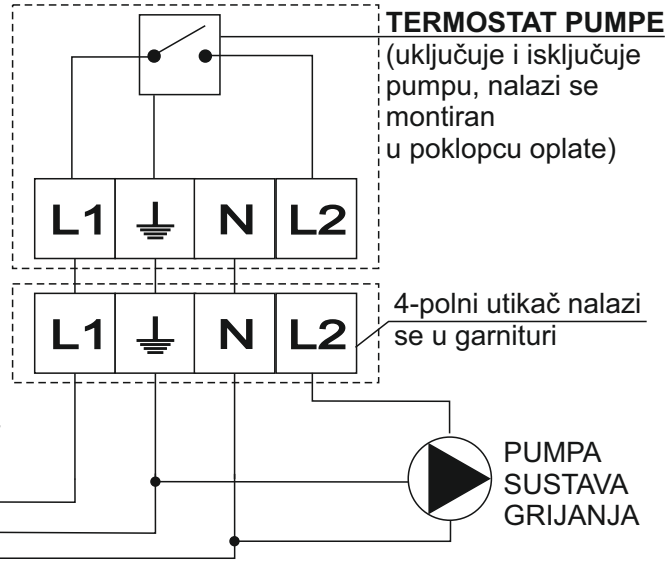 TERMOSTAT PUMPE
(uključuje i isključuje
pumpu, nalazi se
montiran
u poklopcu oplate)
L1 N L2
L1 N L2
4-polni utikač nalazi
se u garnituri
PUMPA
SUSTAVA
GRIJANJA